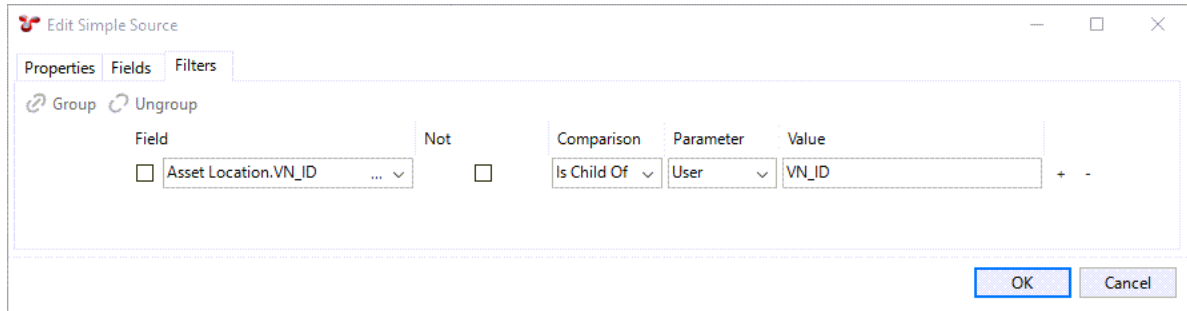 Edit Simple Source
Properties Fields Filters
Group Ungroup
Field Not Comparison Parameter Value
Asset Location.VN_ID ... Is Child Of User VN_ID + -
OK Cancel